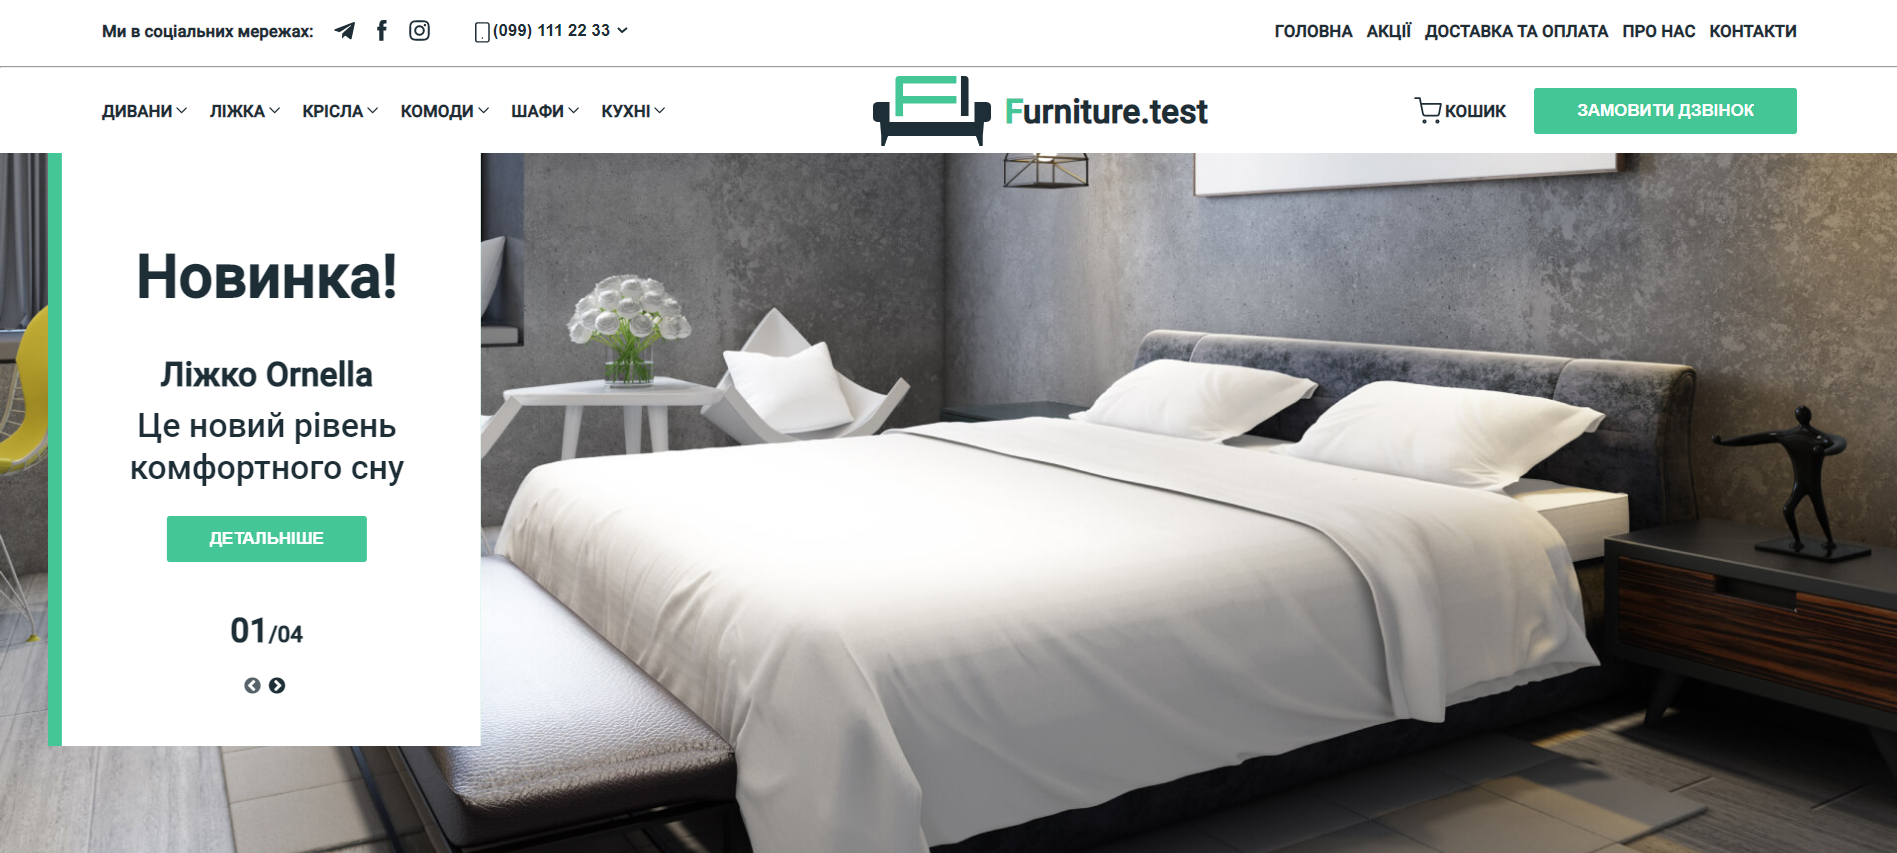 Ми в соціальних мережах:
(099) 111 22 33
ГОЛОВНА АКЦІЇ ДОСТАВКА ТА ОПЛАТА ПРО НАС КОНТАКТИ
ДИВАНИ ЛІЖКА КРІСЛА КОМОДИ ШАФИ КУХНІ
Furniture.test
КОШИК
ЗАМОВИТИ ДЗВІНОК
Новинка!
Ліжко Ornella
Це новий рівень
комфортного сну
ДЕТАЛЬНІШЕ
01/04